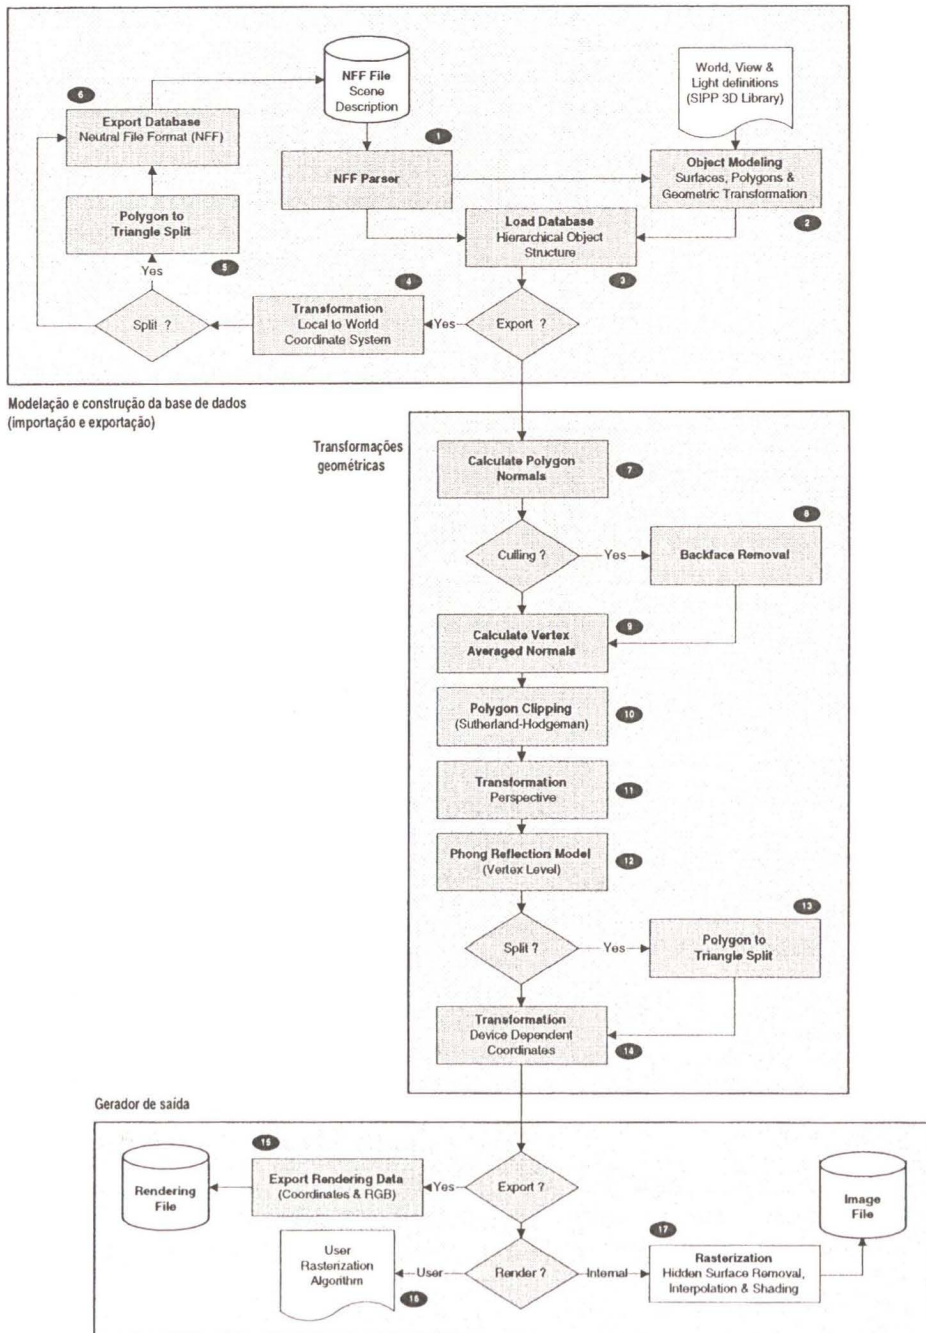 NFF File
Scene
Description
World, View &
Light definitions
(SIPP 3D Library)
6
Export Database
Neutral File Format (NFF)
1
NFF Parser
Object Modeling
Surfaces, Polygons &
Geometric Transformation
2
Polygon to
Triangle Split
5
Yes
Load Database
Hierarchical Object
Structure
3
4
Split ?
Transformation
Local to World
Coordinate System
Yes
Export ?
Modelação e construção da base de dados
(importação e exportação)
Transformações
geométricas
Calculate Polygon
Normals
7
8
Culling ?
Yes
Backface Removal
Calculate Vertex
Averaged Normals
9
Polygon Clipping
(Sutherland-Hodgeman)
10
Transformation
Perspective
11
Phong Reflection Model
(Vertex Level)
12
13
Split ?
Yes
Polygon to
Triangle Split
Transformation
Device Dependent
Coordinates
14
Gerador de saída
15
Rendering
File
Export Rendering Data
(Coordinates & RGB)
Yes
Export ?
Image
File
User
Rasterization
Algorithm
16
User
Render ?
Internal
17
Rasterization
Hidden Surface Removal,
Interpolation & Shading